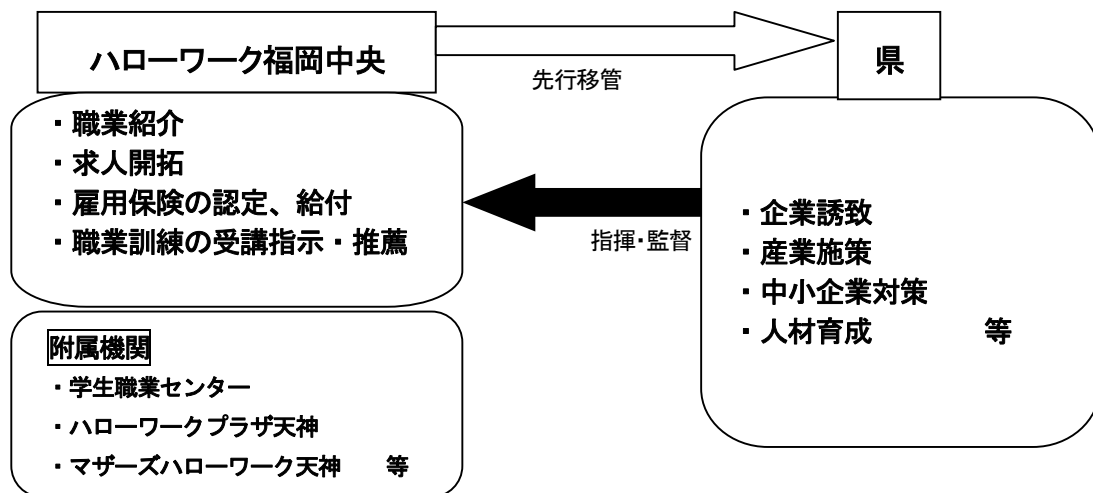 ハローワーク福岡中央
先行移管
県
・職業紹介
・求人開拓
・雇用保険の認定、給付
・職業訓練の受講指示・推薦
指揮・監督
・企業誘致
・産業施策
・中小企業対策
・人材育成　　　　等
附属機関
・学生職業センター
・ハローワークプラザ天神
・マザーズハローワーク天神　　等